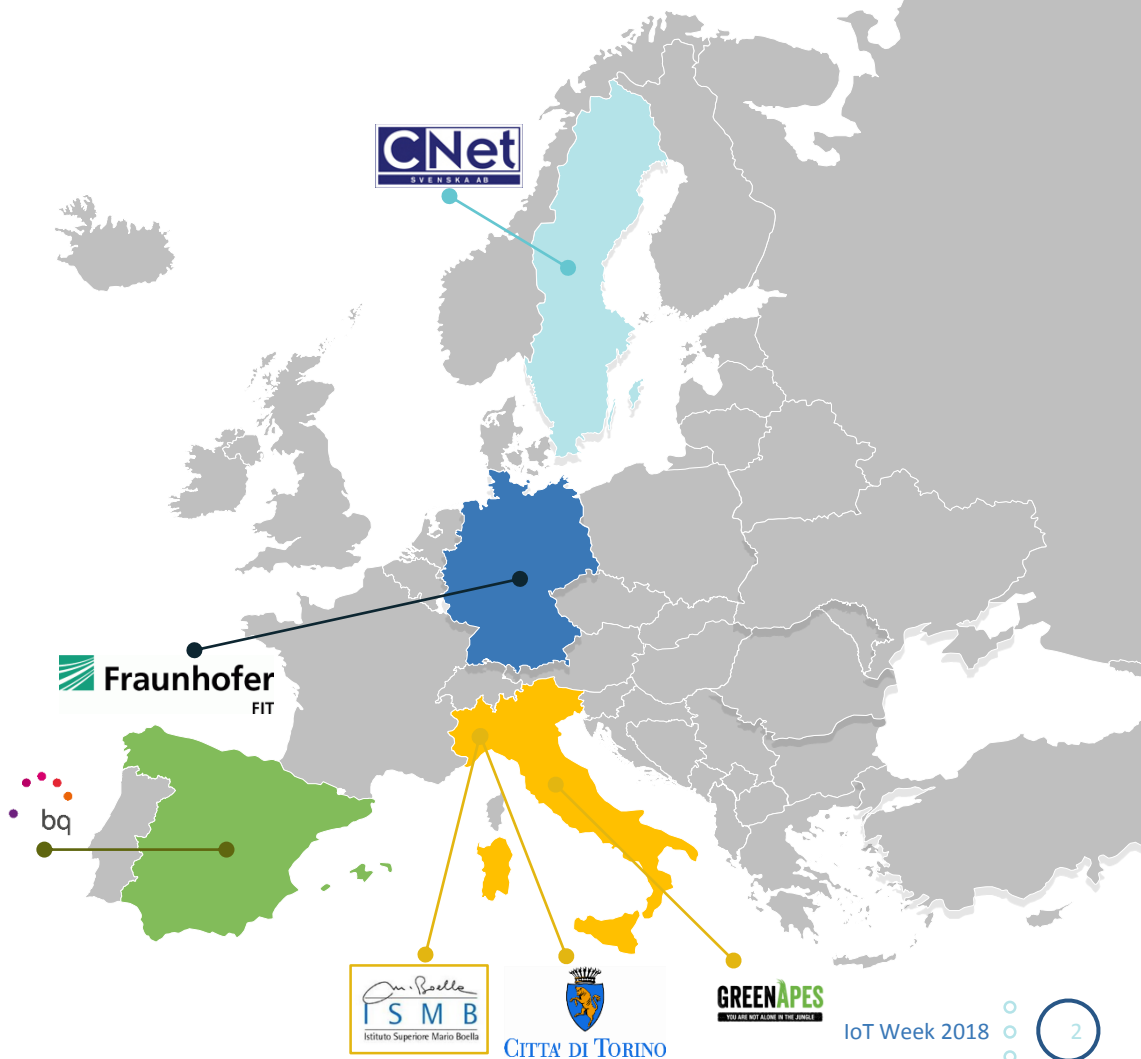 CNet
SVENSKA AB
Fraunhofer
FIT
bq
m. Boella
ISMB
Istituto Superiore Mario Boella
CITTA' DI TORINO
GREENAPES
YOU ARE NOT ALONE IN THE JUNGLE
IoT Week 2018
2